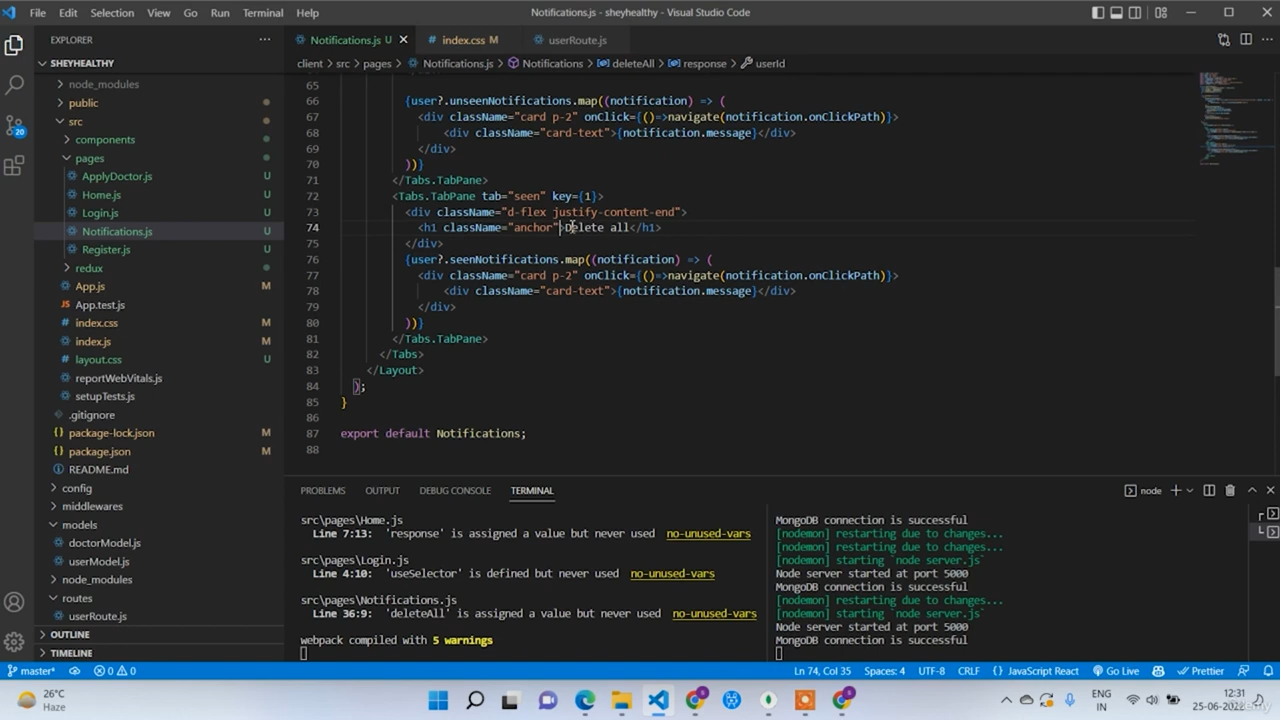 File Edit Selection View Go Run Terminal Help
Notifications.js - sheyhealthy - Visual Studio Code
EXPLORER
Notifications.js U
index.css M
userRoute.js
SHEYHEALTHY
client > src > pages > Notifications.js > Notifications > deleteAll > response > userId
node_modules
public
src
components
pages
ApplyDoctor.js U
Home.js U
Login.js U
Notifications.js U
Register.js U
redux
App.js M
App.test.js
index.css M
index.js M
layout.css U
reportWebVitals.js
setupTests.js
.gitignore
package-lock.json M
package.json M
README.md
config
middlewares
models
doctorModel.js
userModel.js
node_modules
routes
userRoute.js
OUTLINE
TIMELINE
20
65
66 {user?.unseenNotifications.map((notification) => (
67 <div className="card p-2" onClick={()=>navigate(notification.onClickPath)}>
68 <div className="card-text">{notification.message}</div>
69 </div>
70 ))}
71 </Tabs.TabPane>
72 <Tabs.TabPane tab="seen" key={1}>
73 <div className="d-flex justify-content-end">
74 <h1 className="anchor">Delete all</h1>
75 </div>
76 {user?.seenNotifications.map((notification) => (
77 <div className="card p-2" onClick={()=>navigate(notification.onClickPath)}>
78 <div className="card-text">{notification.message}</div>
79 </div>
80 ))}
81 </Tabs.TabPane>
82 </Tabs>
83 </Layout>
84 );
85 }
86
87 export default Notifications;
88
PROBLEMS OUTPUT DEBUG CONSOLE TERMINAL
node
src\pages\Home.js
Line 7:13: 'response' is assigned a value but never used no-unused-vars
src\pages\Login.js
Line 4:10: 'useSelector' is defined but never used no-unused-vars
src\pages\Notifications.js
Line 36:9: 'deleteAll' is assigned a value but never used no-unused-vars
webpack compiled with 5 warnings
MongoDB connection is successful
[nodemon] restarting due to changes...
[nodemon] restarting due to changes...
[nodemon] starting `node server.js`
Node server started at port 5000
MongoDB connection is successful
[nodemon] restarting due to changes...
[nodemon] starting `node server.js`
Node server started at port 5000
MongoDB connection is successful
master* 0 0 Ln 74, Col 35 Spaces: 4 UTF-8 CRLF {} JavaScript React Go Live Prettier
26°C
Haze
ENG
IN
12:31
25-06-2022